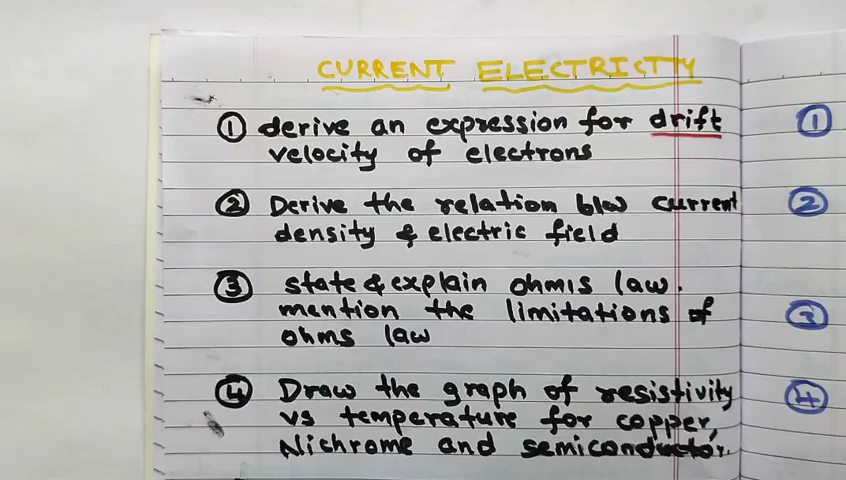 CURRENT ELECTRICITY
① derive an expression for drift
velocity of electrons
② Derive the relation b/w current
density & electric field
③ state & explain ohmis law.
mention the limitations of
ohms law
④ Draw the graph of resistivity
vs temperature for copper,
Nichrome and semiconductor.
①
②
③
④